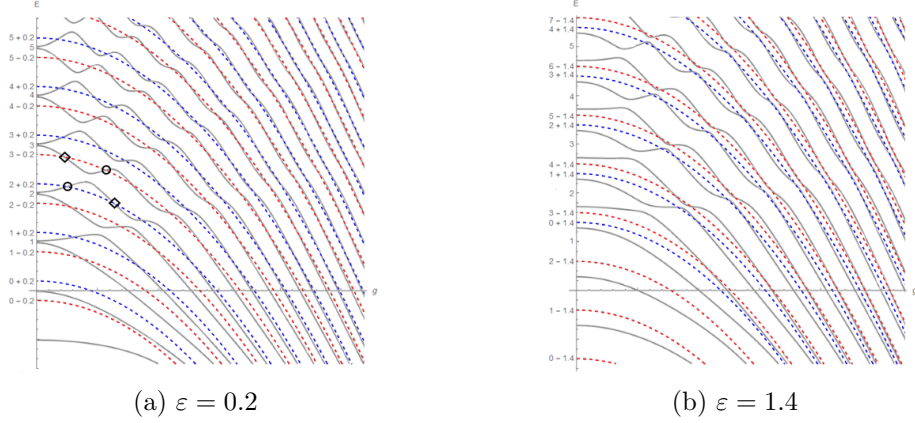 E
5 + 0.2
5
5 - 0.2
4 + 0.2
4
4 - 0.2
3 + 0.2
3
3 - 0.2
2 + 0.2
2
2 - 0.2
1 + 0.2
1
1 - 0.2
0 + 0.2
0 - 0.2
g
(a) ε = 0.2
E
7 - 1.4
4 + 1.4
5
6 - 1.4
3 + 1.4
4
5 - 1.4
2 + 1.4
3
4 - 1.4
1 + 1.4
2
3 - 1.4
0 + 1.4
1
2 - 1.4
1 - 1.4
0 - 1.4
g
(b) ε = 1.4